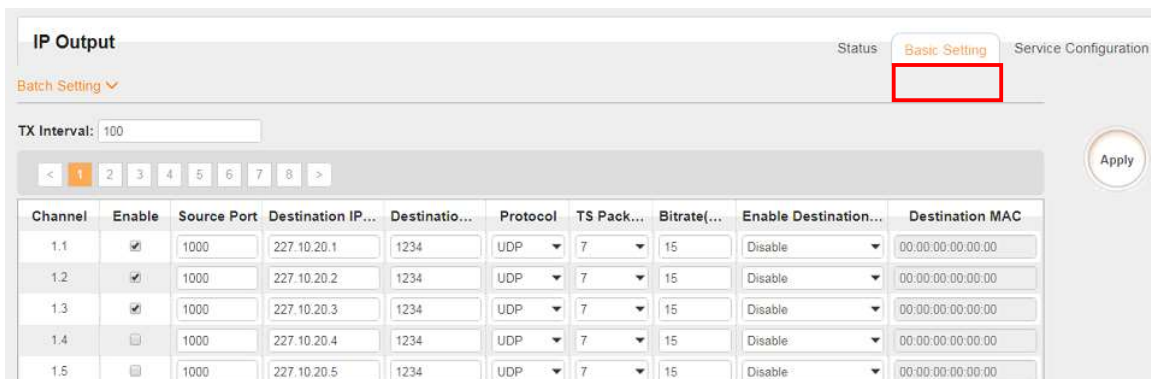 IP Output
Status Basic Setting Service Configuration
Batch Setting
TX Interval: 100
< 1 2 3 4 5 6 7 8 >
Apply
Channel Enable Source Port Destination IP... Destinatio... Protocol TS Pack... Bitrate(... Enable Destination... Destination MAC
1.1 1000 227.10.20.1 1234 UDP 7 15 Disable 00:00:00:00:00:00
1.2 1000 227.10.20.2 1234 UDP 7 15 Disable 00:00:00:00:00:00
1.3 1000 227.10.20.3 1234 UDP 7 15 Disable 00:00:00:00:00:00
1.4 1000 227.10.20.4 1234 UDP 7 15 Disable 00:00:00:00:00:00
1.5 1000 227.10.20.5 1234 UDP 7 15 Disable 00:00:00:00:00:00